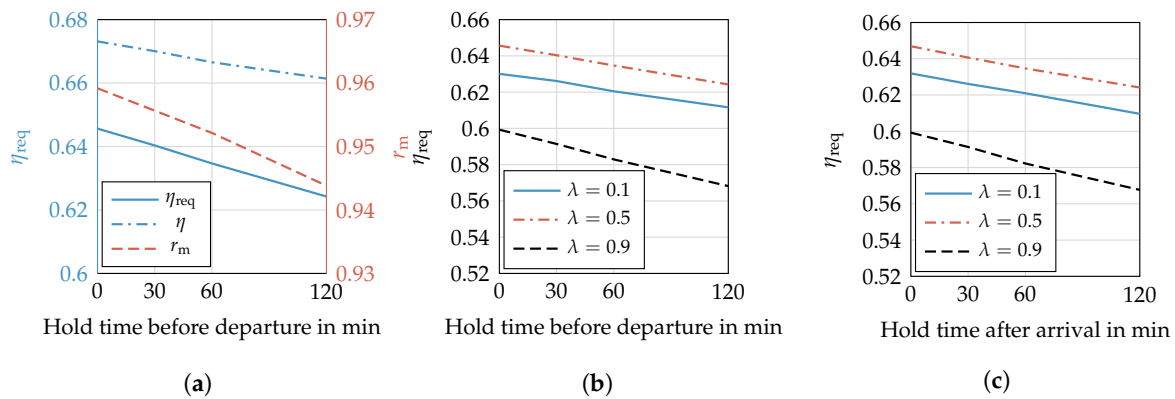 0.68
0.66
0.64
0.62
0.6
η_req
0.97
0.96
0.95
0.94
0.93
r_m
η_req
η
r_m
0 30 60 120
Hold time before departure in min
(a)
0.66
0.64
0.62
0.6
0.58
0.56
0.54
0.52
η_req
λ = 0.1
λ = 0.5
λ = 0.9
0 30 60 120
Hold time before departure in min
(b)
0.66
0.64
0.62
0.6
0.58
0.56
0.54
0.52
η_req
λ = 0.1
λ = 0.5
λ = 0.9
0 30 60 120
Hold time after arrival in min
(c)